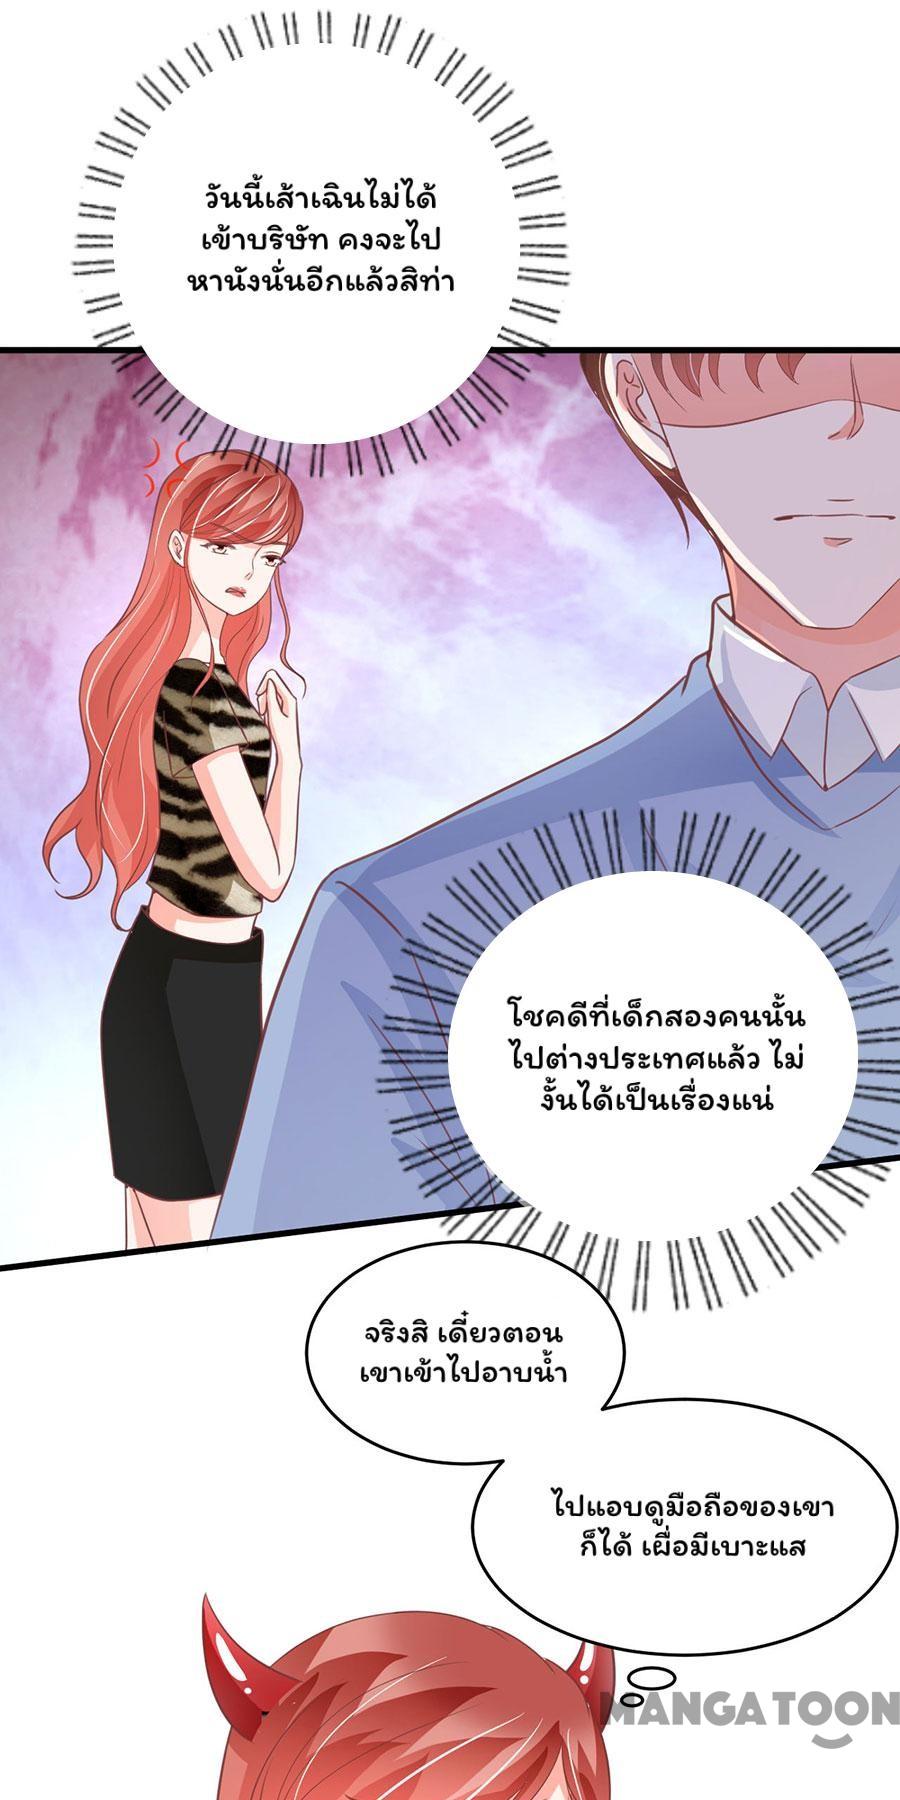 วันนี้เส้าเฉินไม่ได้
เข้าบริษัท คงจะไป
หานังนั่นอีกแล้วสิท่า
โชคดีที่เด็กสองคนนั้น
ไปต่างประเทศแล้ว ไม่
งั้นได้เป็นเรื่องแน่
จริงสิ เดี๋ยวตอน
เขาเข้าไปอาบน้ำ
ไปแอบดูมือถือของเขา
ก็ได้ เผื่อมีเบาะแส
MANGATOON